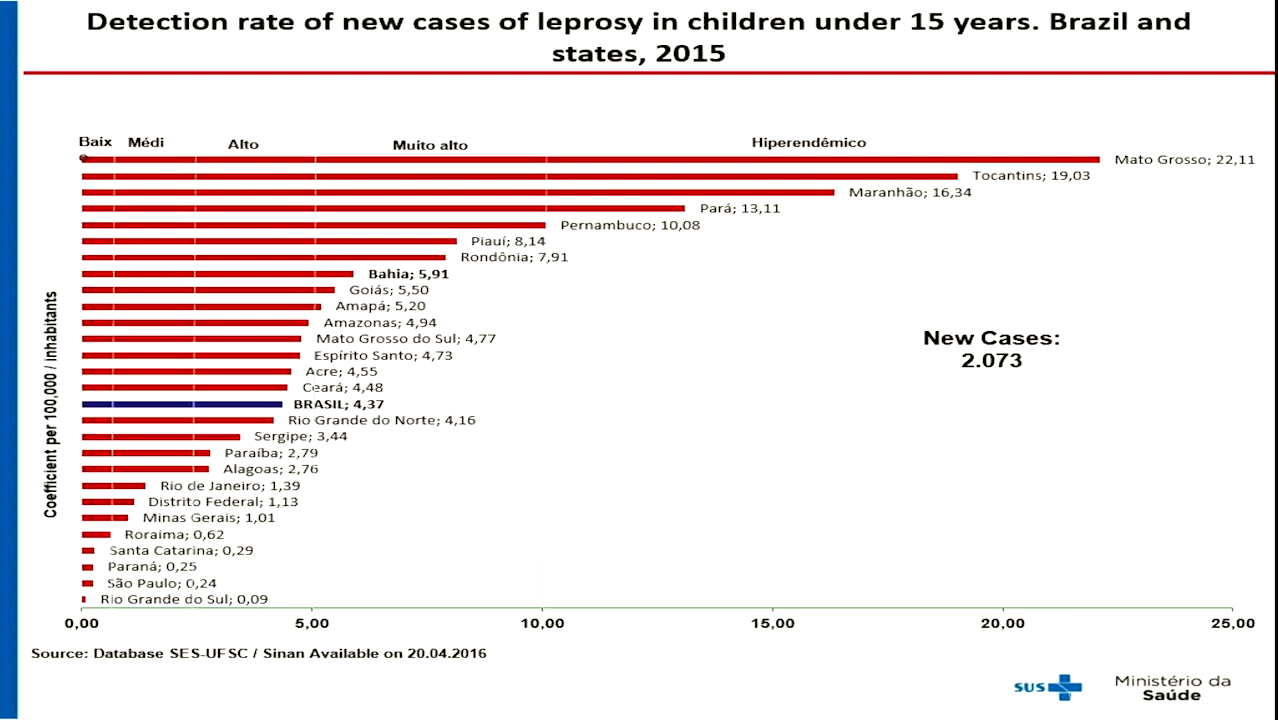 Detection rate of new cases of leprosy in children under 15 years. Brazil and
states, 2015
Baix Médi Alto Muito alto Hiperendêmico
Mato Grosso; 22,11
Tocantins; 19,03
Maranhão; 16,34
Pará; 13,11
Pernambuco; 10,08
Piauí; 8,14
Rondônia; 7,91
Bahia; 5,91
Goiás; 5,50
Amapá; 5,20
Amazonas; 4,94
Mato Grosso do Sul; 4,77
Espírito Santo; 4,73
Acre; 4,55
Ceará; 4,48
BRASIL; 4,37
Rio Grande do Norte; 4,16
Sergipe; 3,44
Paraíba; 2,79
Alagoas; 2,76
Rio de Janeiro; 1,39
Distrito Federal; 1,13
Minas Gerais; 1,01
Roraima; 0,62
Santa Catarina; 0,29
Paraná; 0,25
São Paulo; 0,24
Rio Grande do Sul; 0,09
Coefficient per 100,000 / inhabitants
New Cases:
2.073
0,00 5,00 10,00 15,00 20,00 25,00
Source: Database SES-UFSC / Sinan Available on 20.04.2016
SUS
Ministério da
Saúde